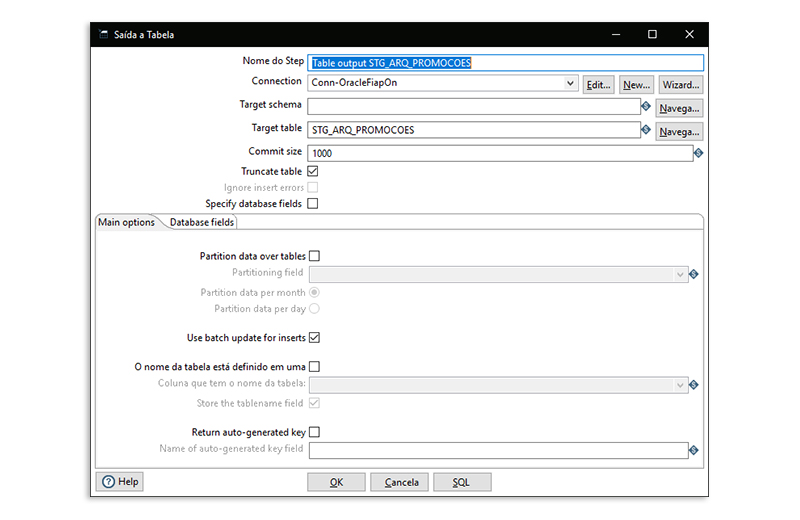 Saída a Tabela
Nome do Step Table output STG_ARQ_PROMOCOES
Connection Conn-OracleFiapOn Edit... New... Wizard...
Target schema Navega...
Target table STG_ARQ_PROMOCOES Navega...
Commit size 1000
Truncate table
Ignore insert errors
Specify database fields
Main options Database fields
Partition data over tables
Partitioning field
Partition data per month
Partition data per day
Use batch update for inserts
O nome da tabela está definido em uma
Coluna que tem o nome da tabela:
Store the tablename field
Return auto-generated key
Name of auto-generated key field
Help OK Cancela SQL